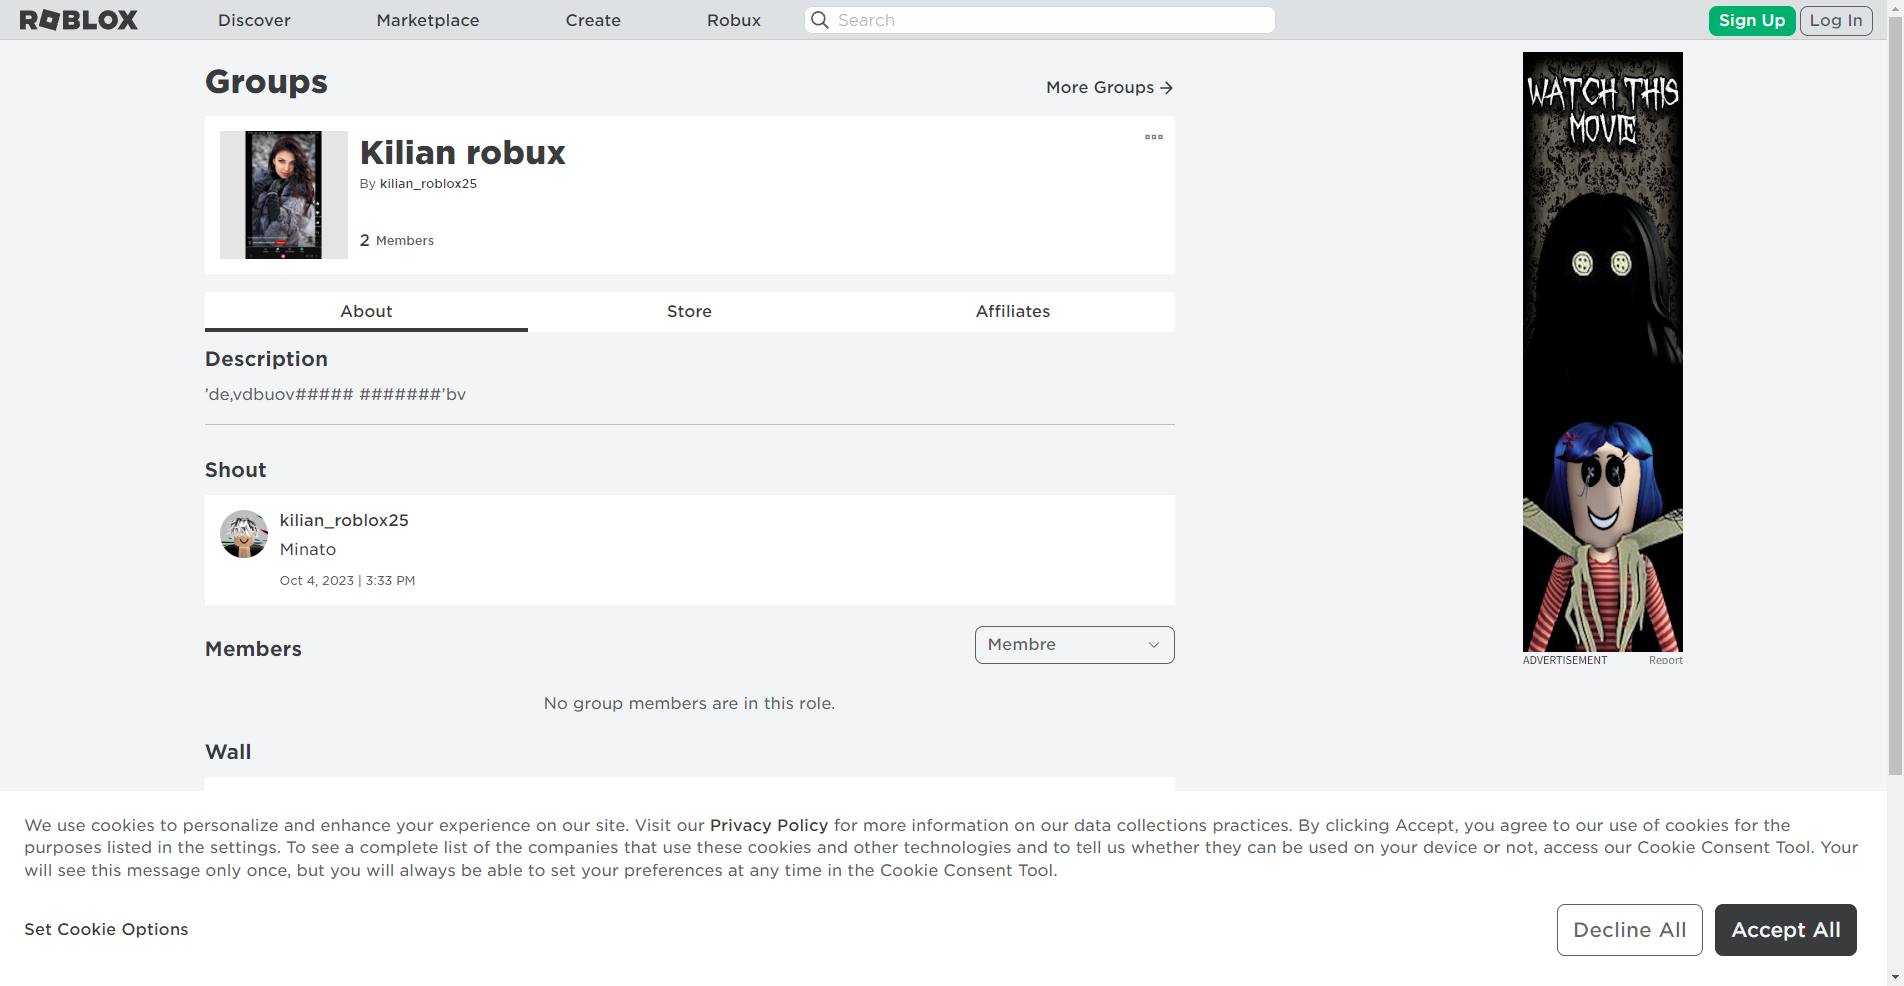 ROBLOX
Discover
Marketplace
Create
Robux
Search
Sign Up
Log In
Groups
More Groups →
Kilian robux
By kilian_roblox25
2 Members
About
Store
Affiliates
Description
’de,vdbuov##### #######’bv
Shout
kilian_roblox25
Minato
Oct 4, 2023 | 3:33 PM
Members
Membre
No group members are in this role.
Wall
WATCH THIS
MOVIE
ADVERTISEMENT
Report
We use cookies to personalize and enhance your experience on our site. Visit our Privacy Policy for more information on our data collections practices. By clicking Accept, you agree to our use of cookies for the
purposes listed in the settings. To see a complete list of the companies that use these cookies and other technologies and to tell us whether they can be used on your device or not, access our Cookie Consent Tool. Your
will see this message only once, but you will always be able to set your preferences at any time in the Cookie Consent Tool.
Set Cookie Options
Decline All
Accept All